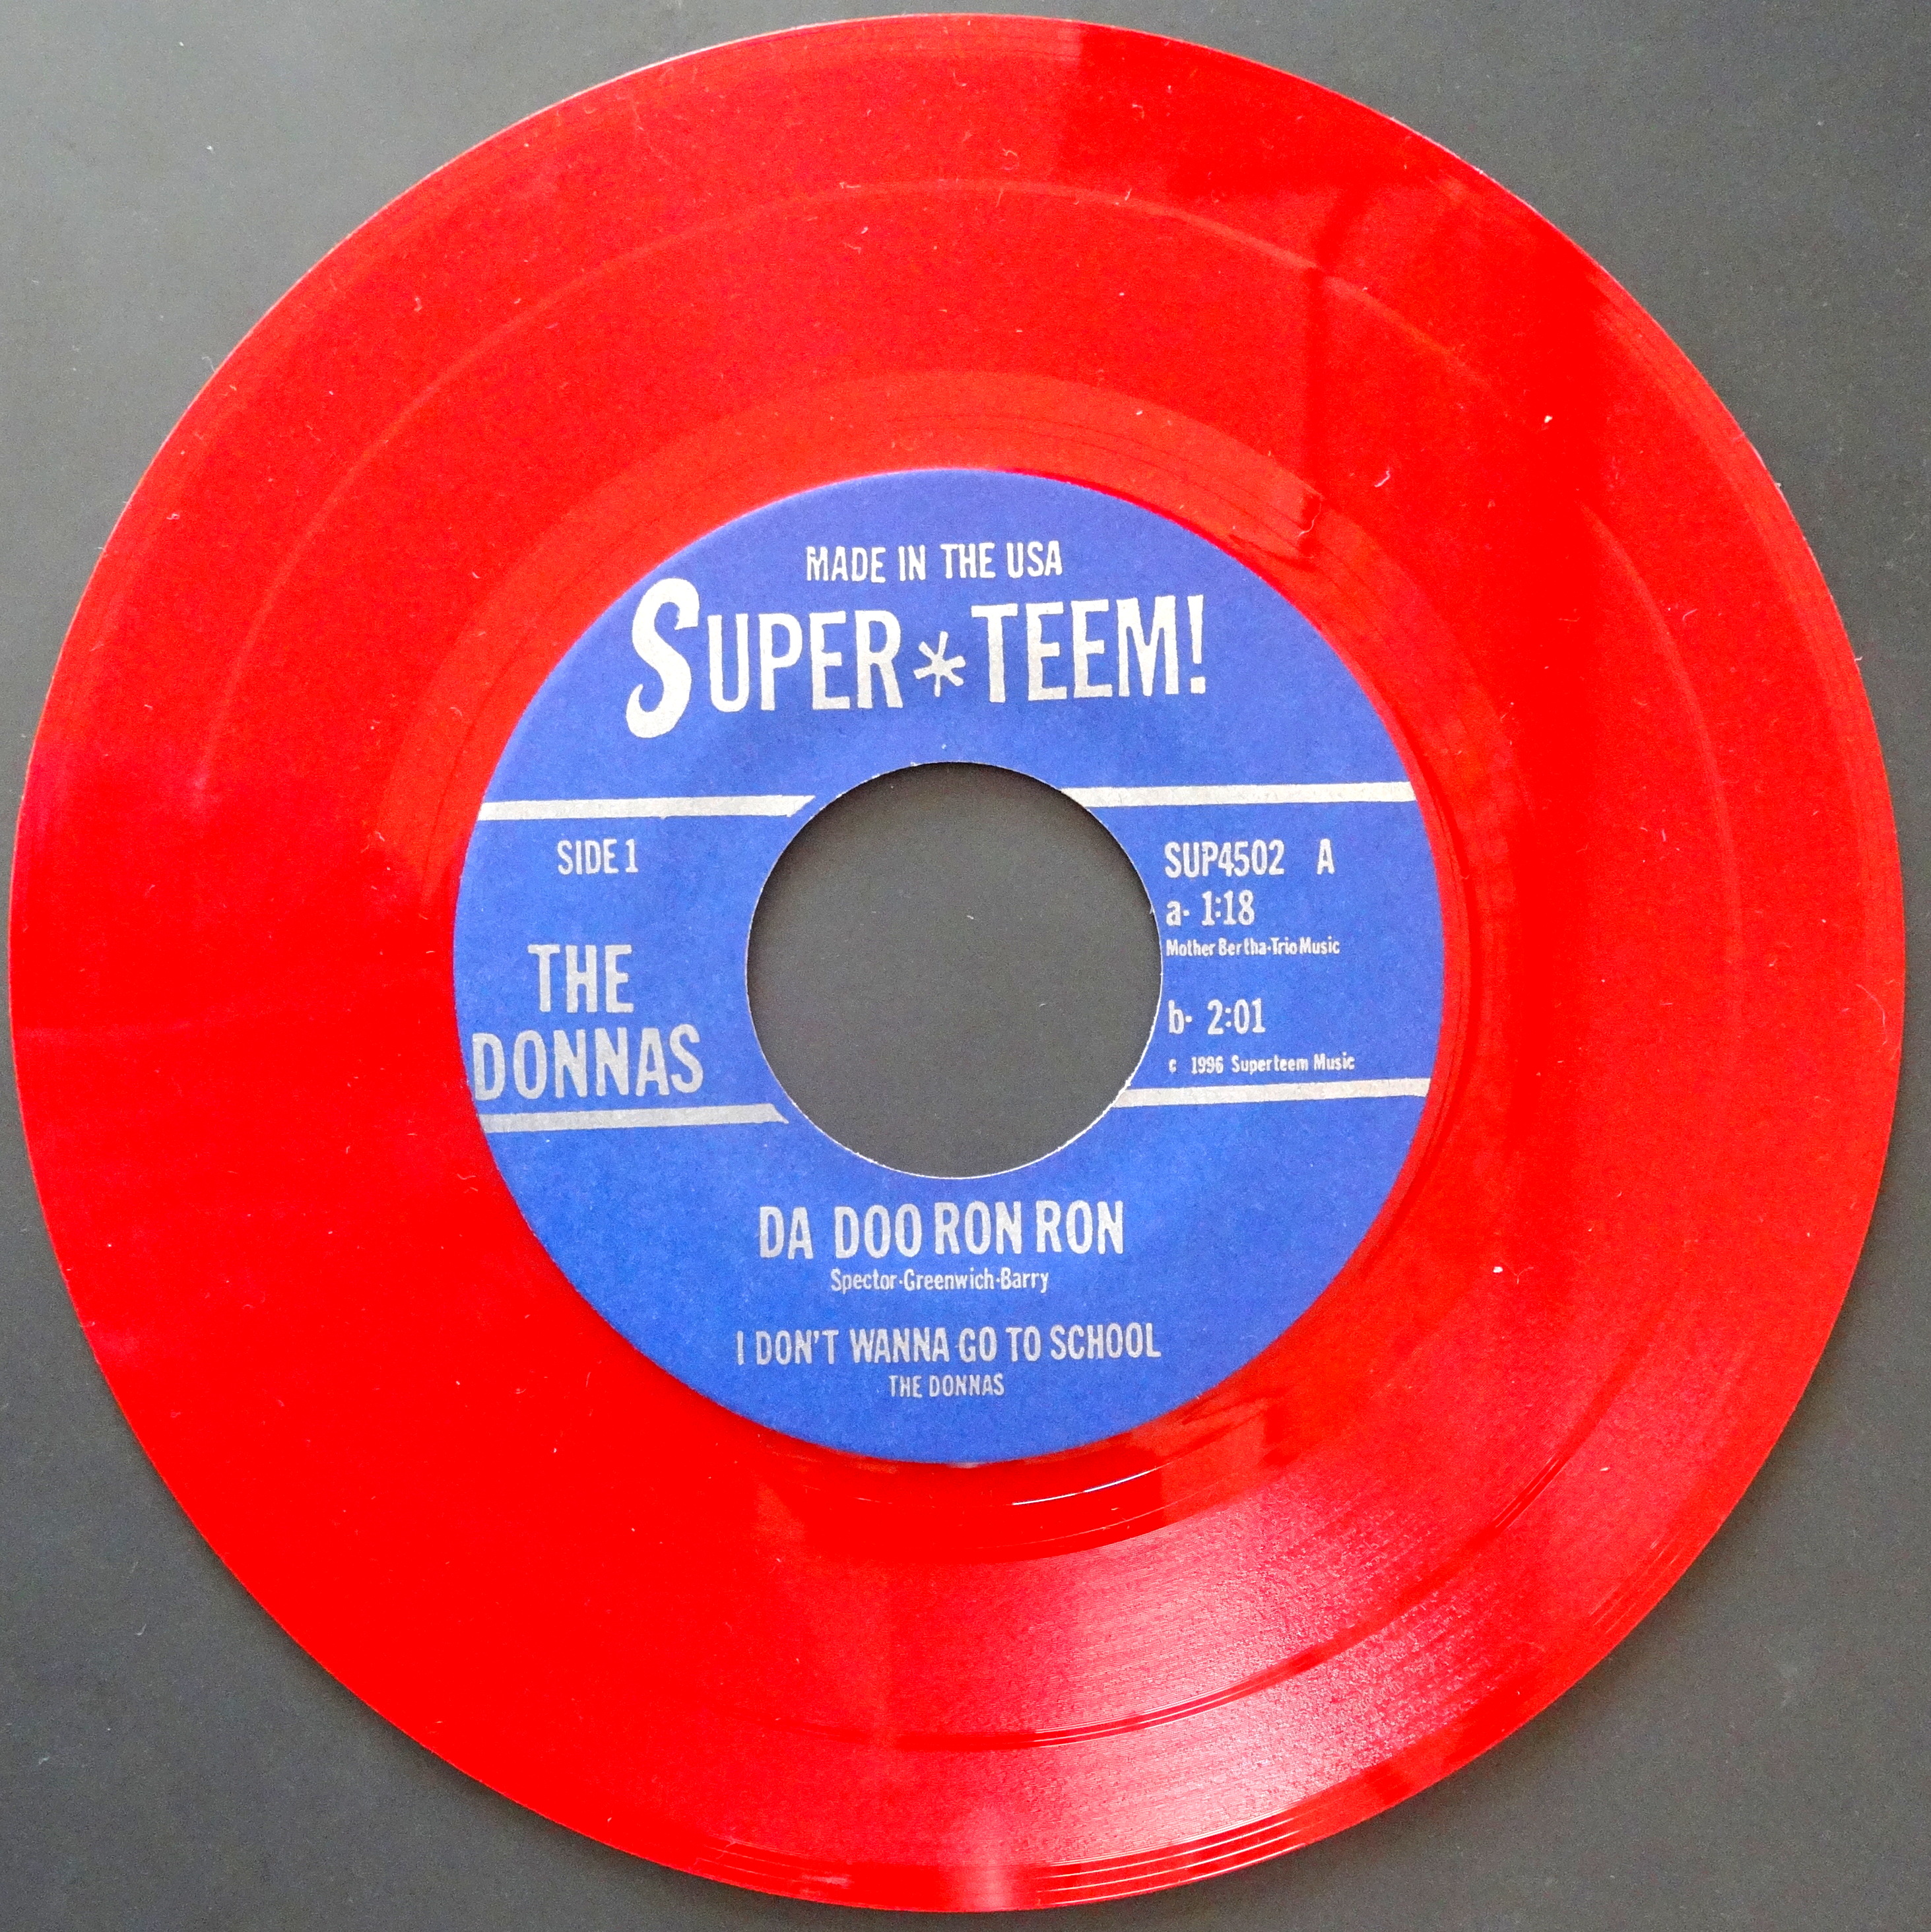 MADE IN THE USA
SUPER*TEEM!
SIDE 1
THE
DONNAS
SUP4502 A
a- 1:18
Mother Bertha-Trio Music
b- 2:01
c 1996 Superteem Music
DA DOO RON RON
Spector-Greenwich-Barry
I DON'T WANNA GO TO SCHOOL
THE DONNAS